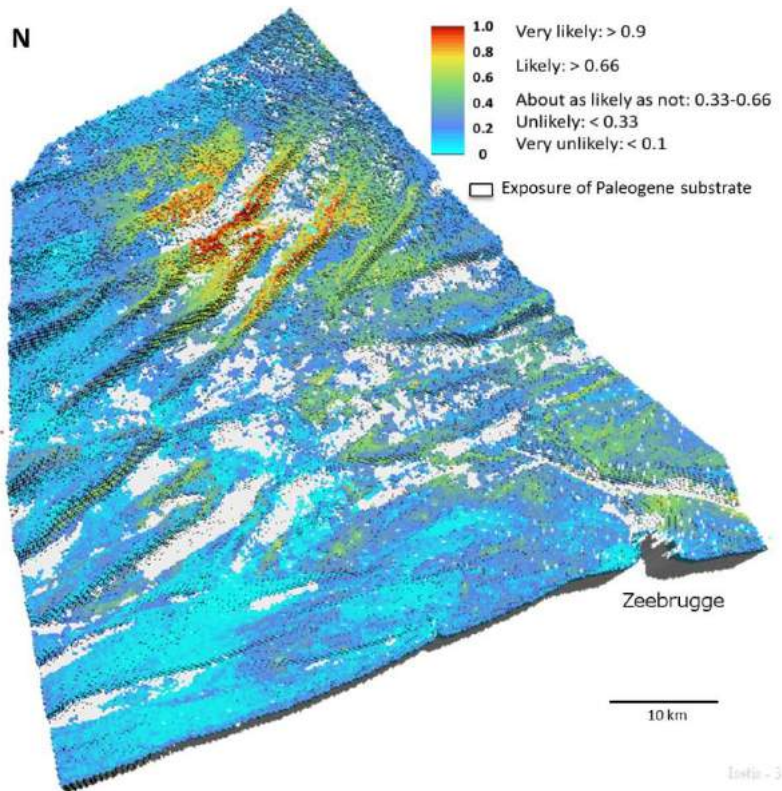 N
1.0
0.8
0.6
0.4
0.2
0
Very likely: > 0.9
Likely: > 0.66
About as likely as not: 0.33-0.66
Unlikely: < 0.33
Very unlikely: < 0.1
Exposure of Paleogene substrate
Zeebrugge
10 km